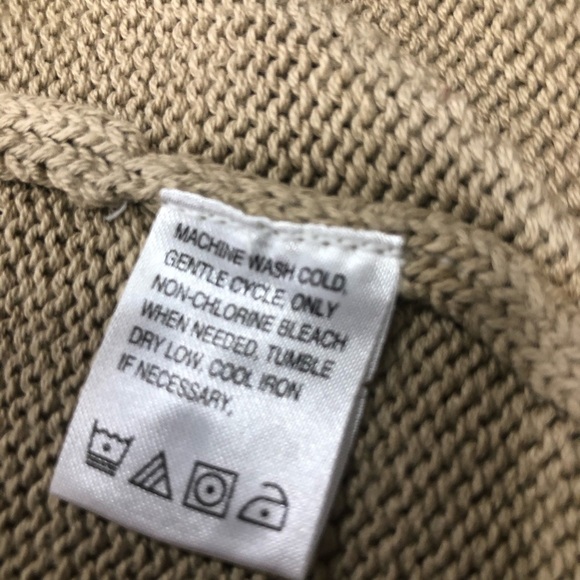 MACHINE WASH COLD,
GENTLE CYCLE, ONLY
NON-CHLORINE BLEACH
WHEN NEEDED, TUMBLE
DRY LOW, COOL IRON
IF NECESSARY,